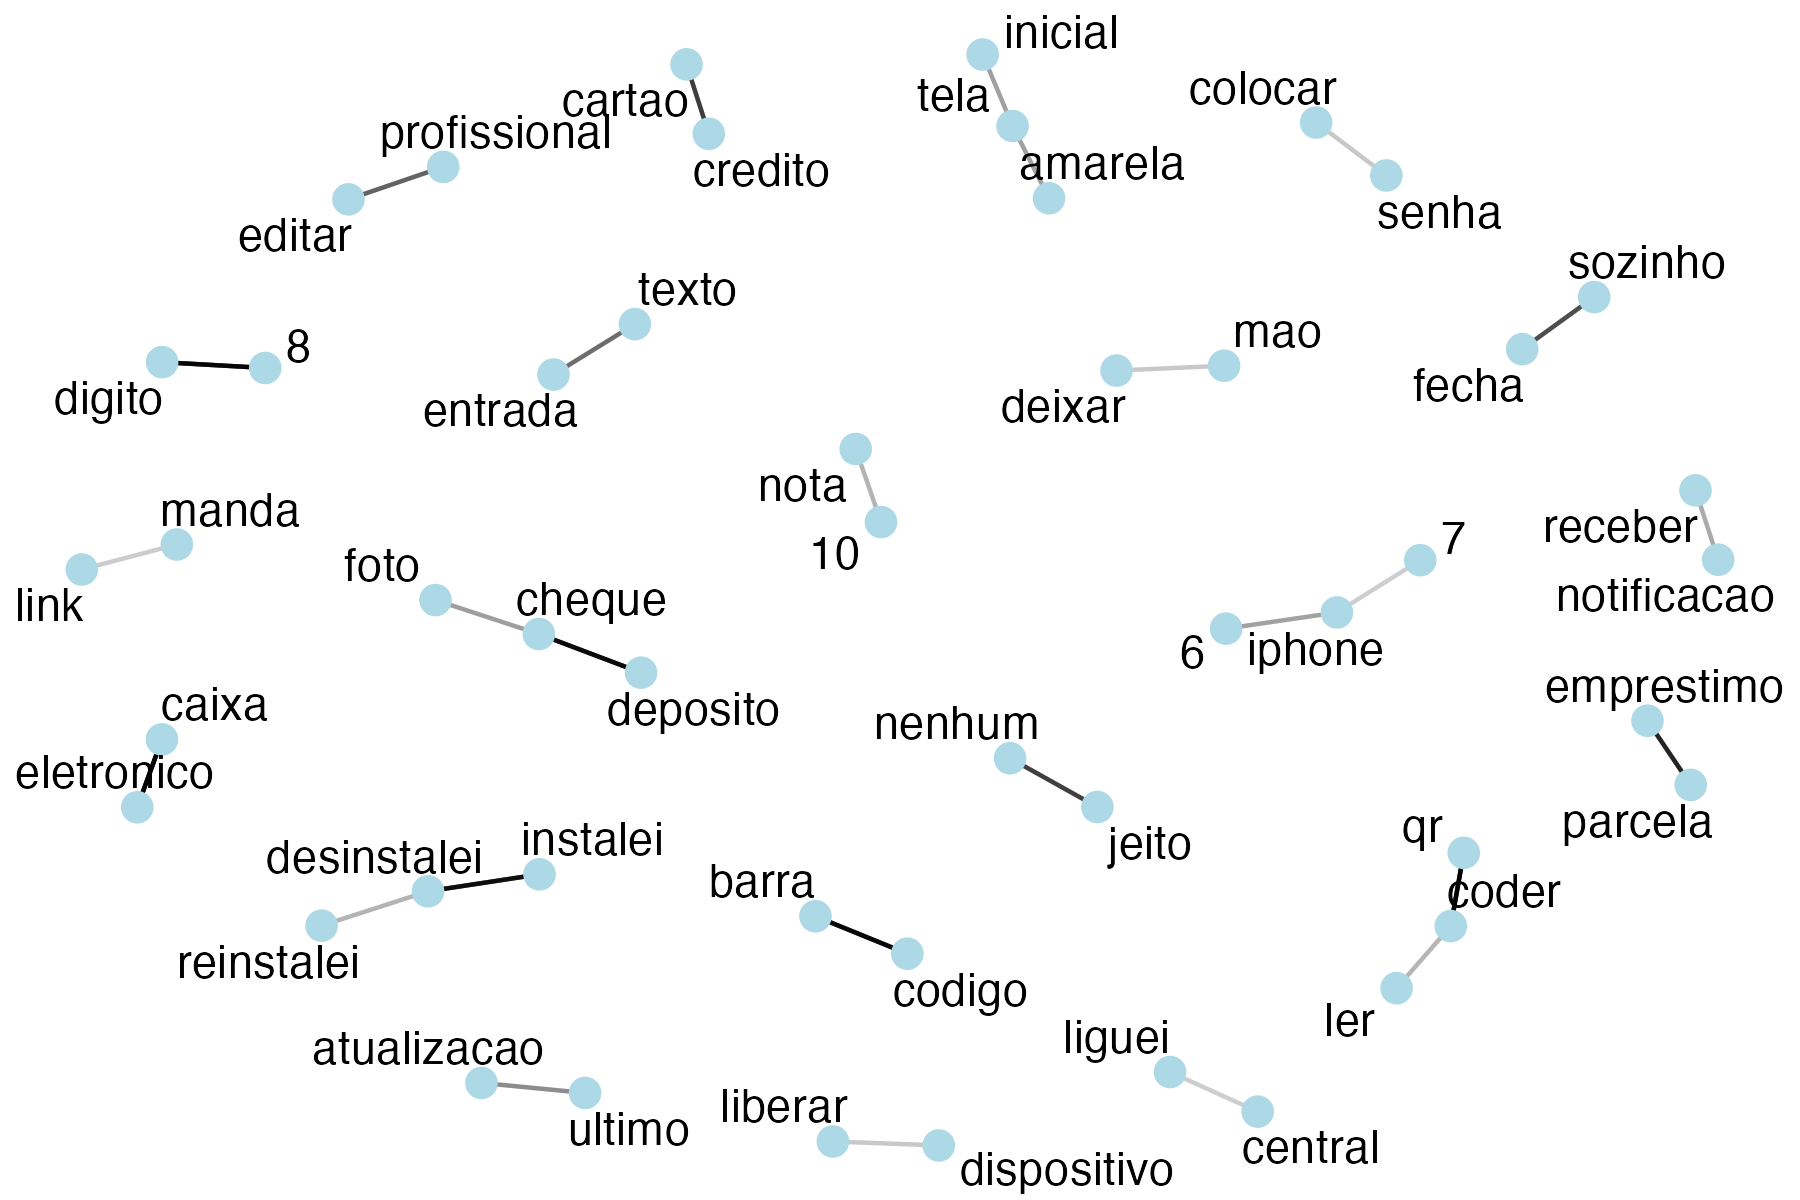 inicial
cartao
tela
colocar
profissional
credito
amarela
editar
senha
sozinho
texto
8
mao
digito
entrada
deixar
fecha
nota
manda
10
7
receber
link
foto
cheque
6
iphone
notificacao
caixa
deposito
nenhum
emprestimo
eletronico
jeito
parcela
desinstalei
instalei
qr
barra
coder
reinstalei
codigo
ler
atualizacao
liguei
ultimo
liberar
central
dispositivo